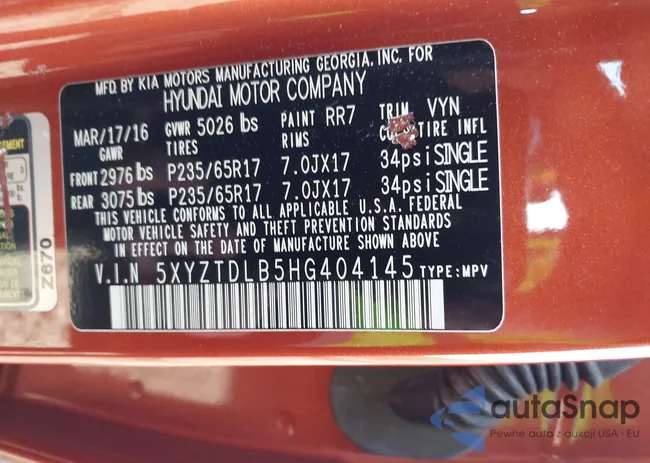 MFD. BY KIA MOTORS MANUFACTURING GEORGIA, INC. FOR
HYUNDAI MOTOR COMPANY
MAR/17/16 GVWR 5026 lbs PAINT RR7 TRIM VYN
GAWR TIRES RIMS TIRE INFL
FRONT 2976 lbs P235/65R17 7.0JX17 34psi SINGLE
REAR 3075 lbs P235/65R17 7.0JX17 34psi SINGLE
THIS VEHICLE CONFORMS TO ALL APPLICABLE U.S.A. FEDERAL
MOTOR VEHICLE SAFETY AND THEFT PREVENTION STANDARDS
IN EFFECT ON THE DATE OF MANUFACTURE SHOWN ABOVE
V.I.N 5XYZTDLB5HG404145 TYPE: MPV
Z670
autaSnap
Pewne auta z aukcji USA i EU